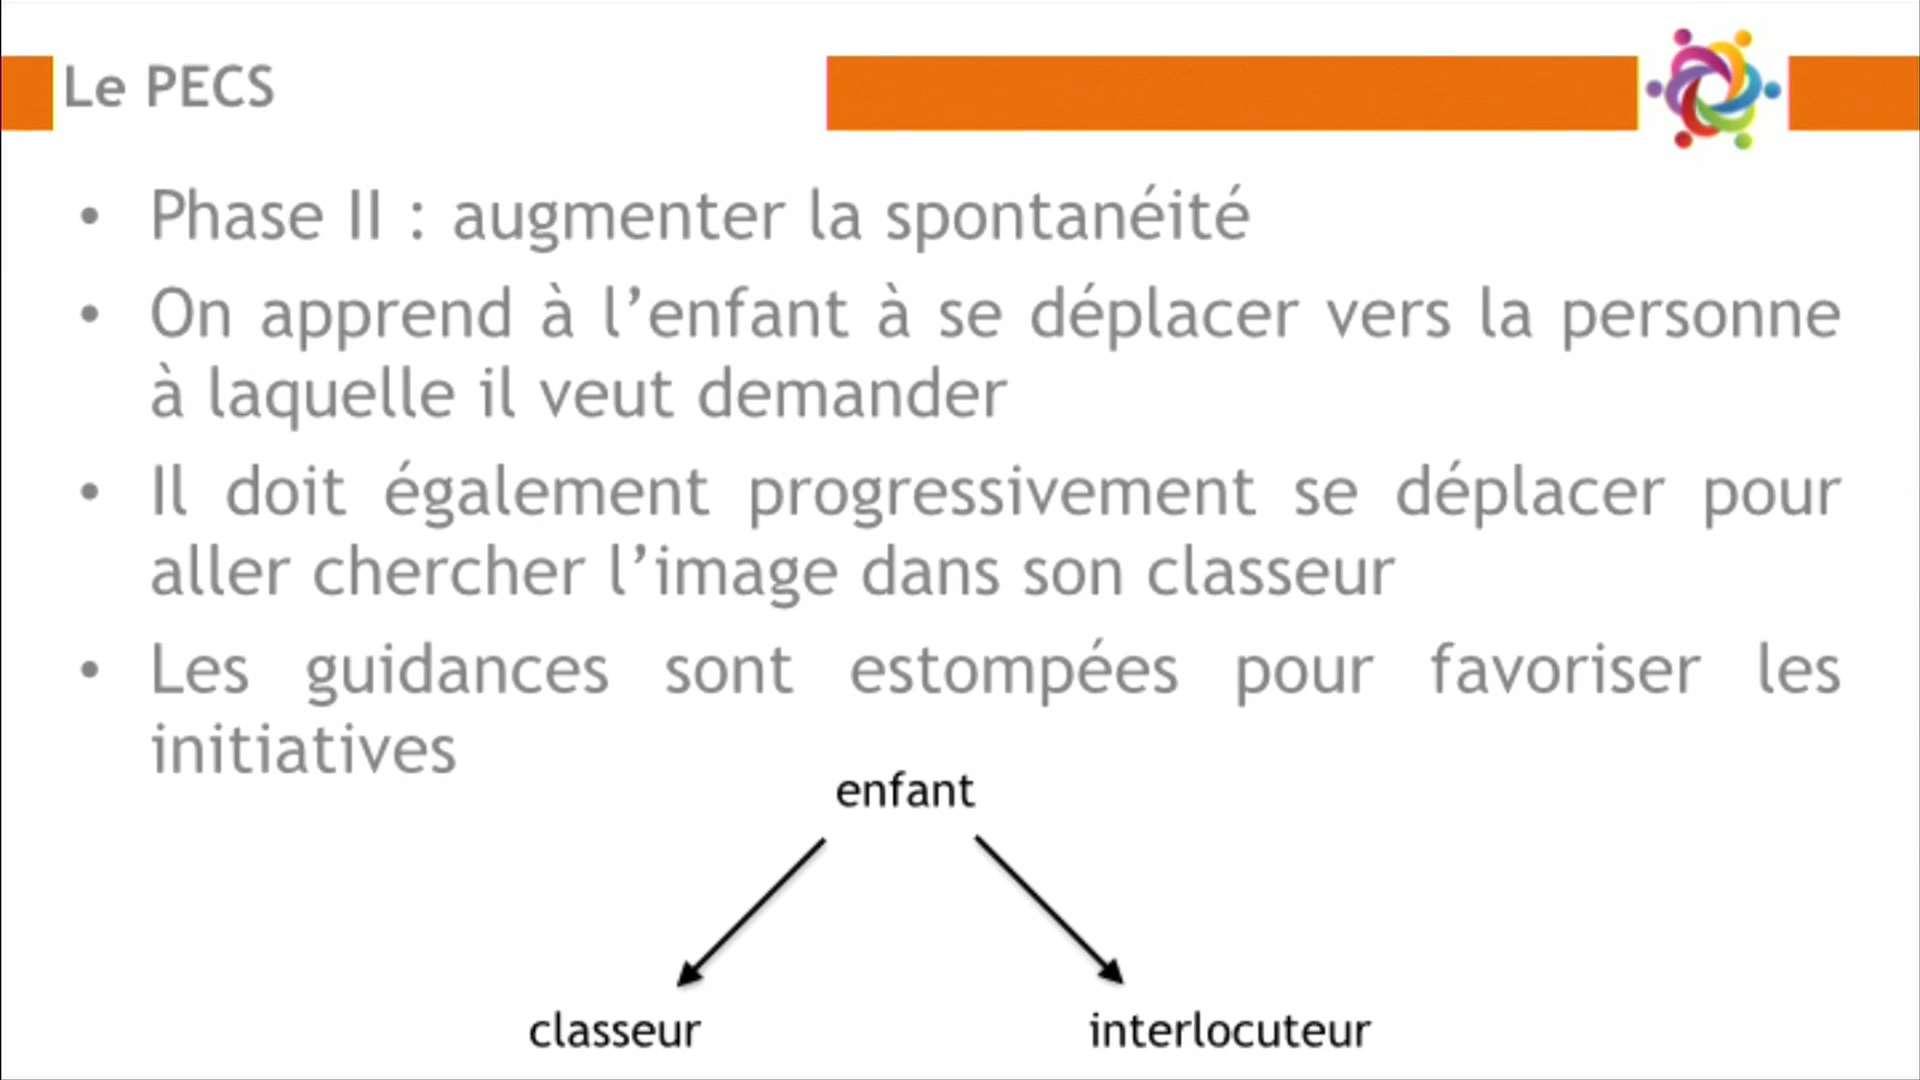 Le PECS
• Phase II : augmenter la spontanéité
• On apprend à l’enfant à se déplacer vers la personne
à laquelle il veut demander
• Il doit également progressivement se déplacer pour
aller chercher l’image dans son classeur
• Les guidances sont estompées pour favoriser les
initiatives
enfant
classeur interlocuteur